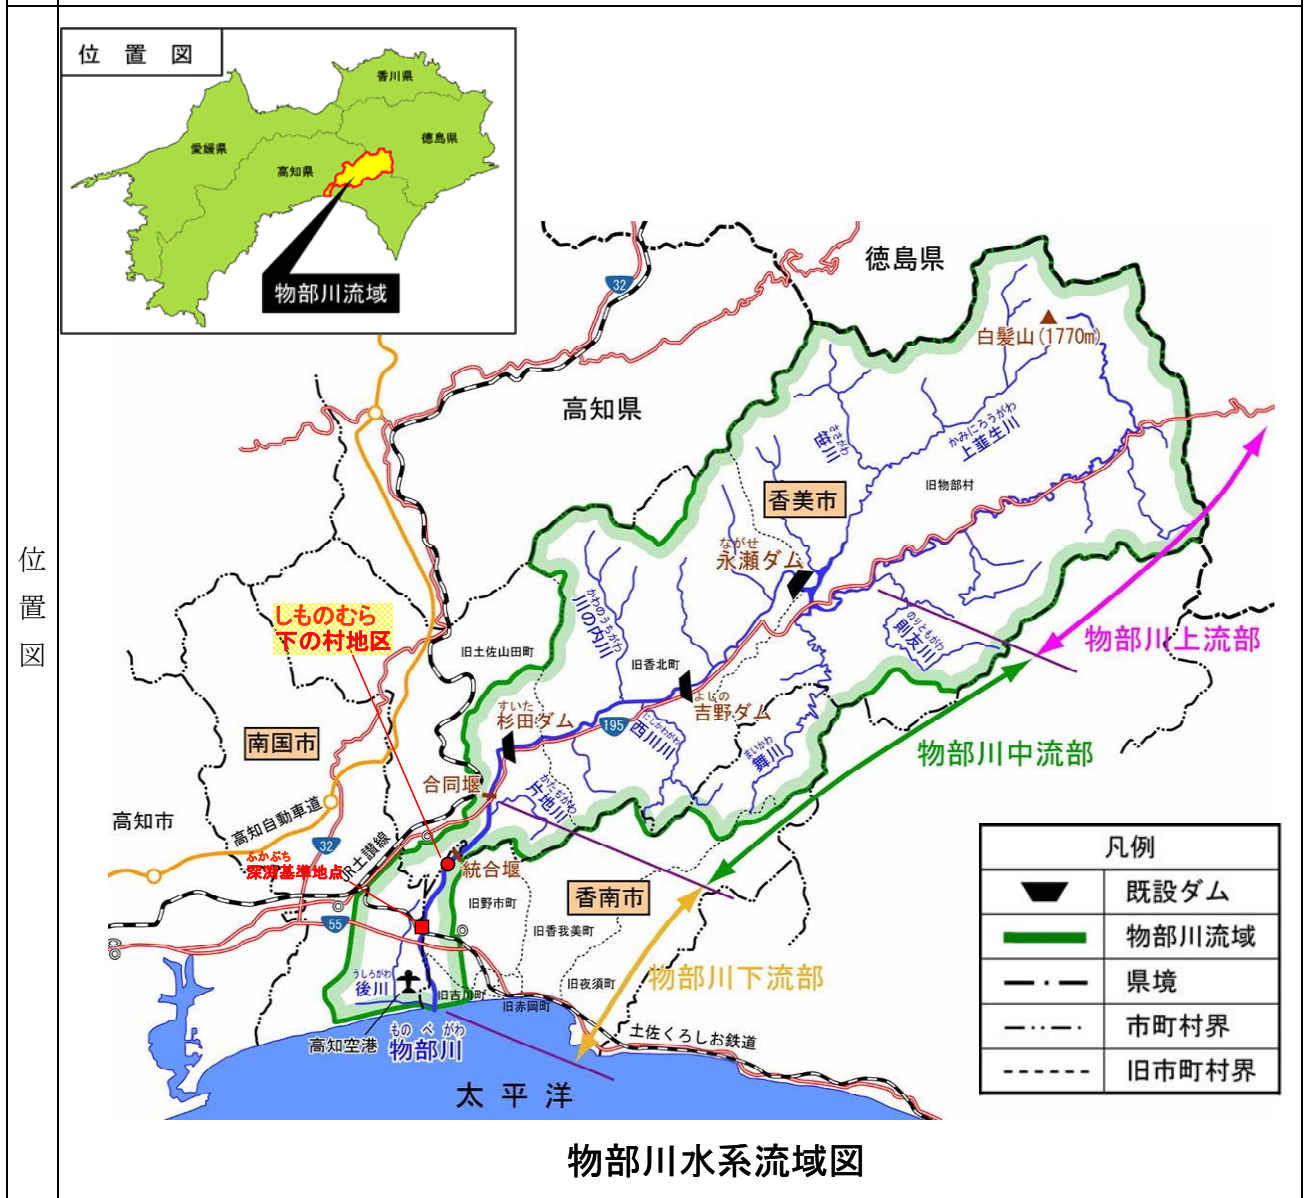 位置図
位置図
香川県
徳島県
愛媛県
高知県
物部川流域
徳島県
32
白髪山(1770m)
高知県
ささがわ
笹川
かみにろうがわ
上韮生川
旧物部村
香美市
ながせ
永瀬ダム
かわのうちがわ
川の内川
のりともがわ
則友川
物部川上流部
しものむら
下の村地区
旧土佐山田町
旧香北町
よしの
吉野ダム
すいた
杉田ダム
195
にしかわがわ
西川川
まいかわ
舞川
物部川中流部
南国市
合同堰
かたぢがわ
片地川
高知市
高知自動車道
32
JR土讃線
ふかぶち
深渕基準地点
統合堰
香南市
旧野市町
旧香我美町
55
うしろがわ
後川
旧吉川町
旧夜須町
旧赤岡町
物部川下流部
高知空港
もの べ がわ
物部川
土佐くろしお鉄道
太平洋
凡例
既設ダム
物部川流域
県境
市町村界
旧市町村界
物部川水系流域図